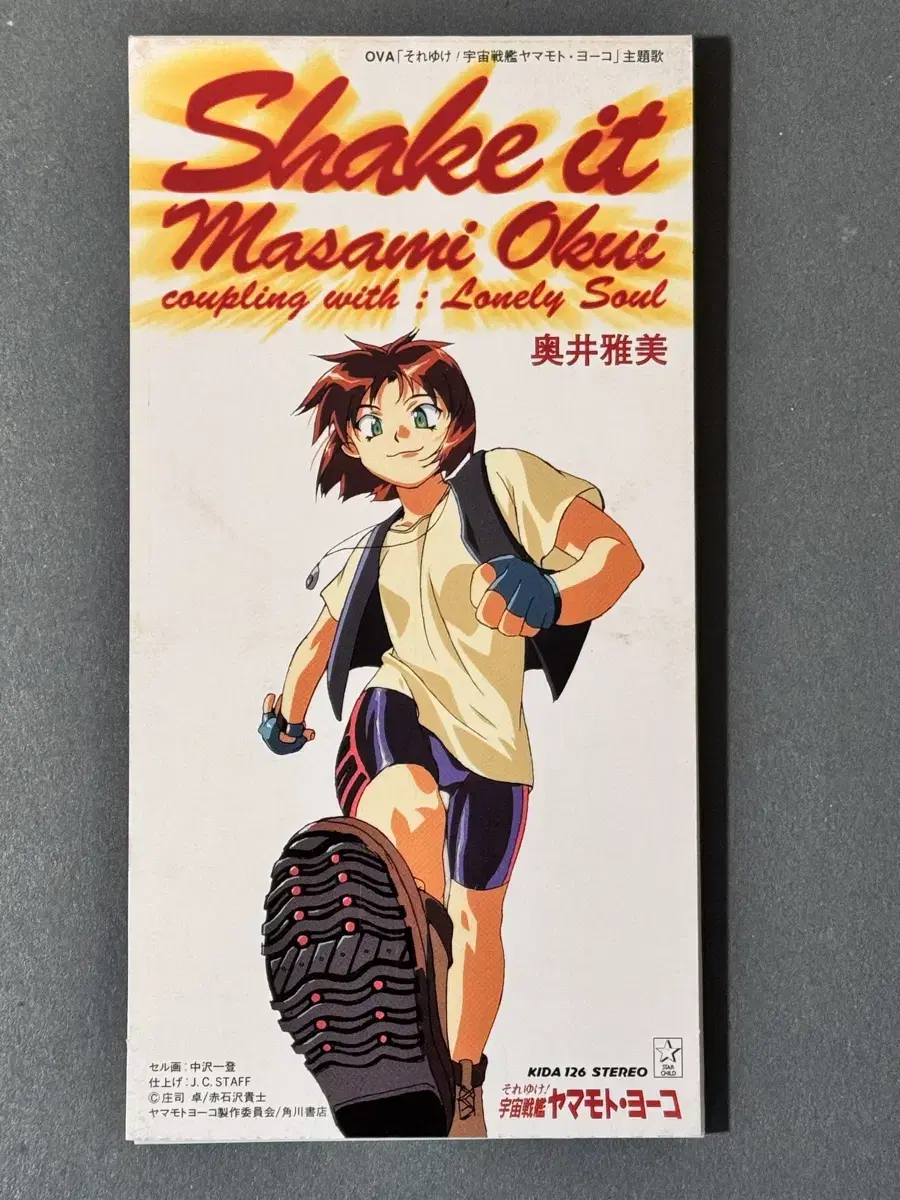 OVA「それゆけ!宇宙戦艦ヤマモト・ヨーコ」主題歌
Shake it
Masami Okui
coupling with : Lonely Soul
奥井雅美
セル画:中沢一登
仕上げ:J.C.STAFF
©庄司 卓/赤石沢貴士
ヤマモトヨーコ製作委員会/角川書店
KIDA 126 STEREO
STAR
CHILD
それゆけ!
宇宙戦艦 ヤマモト・ヨーコ